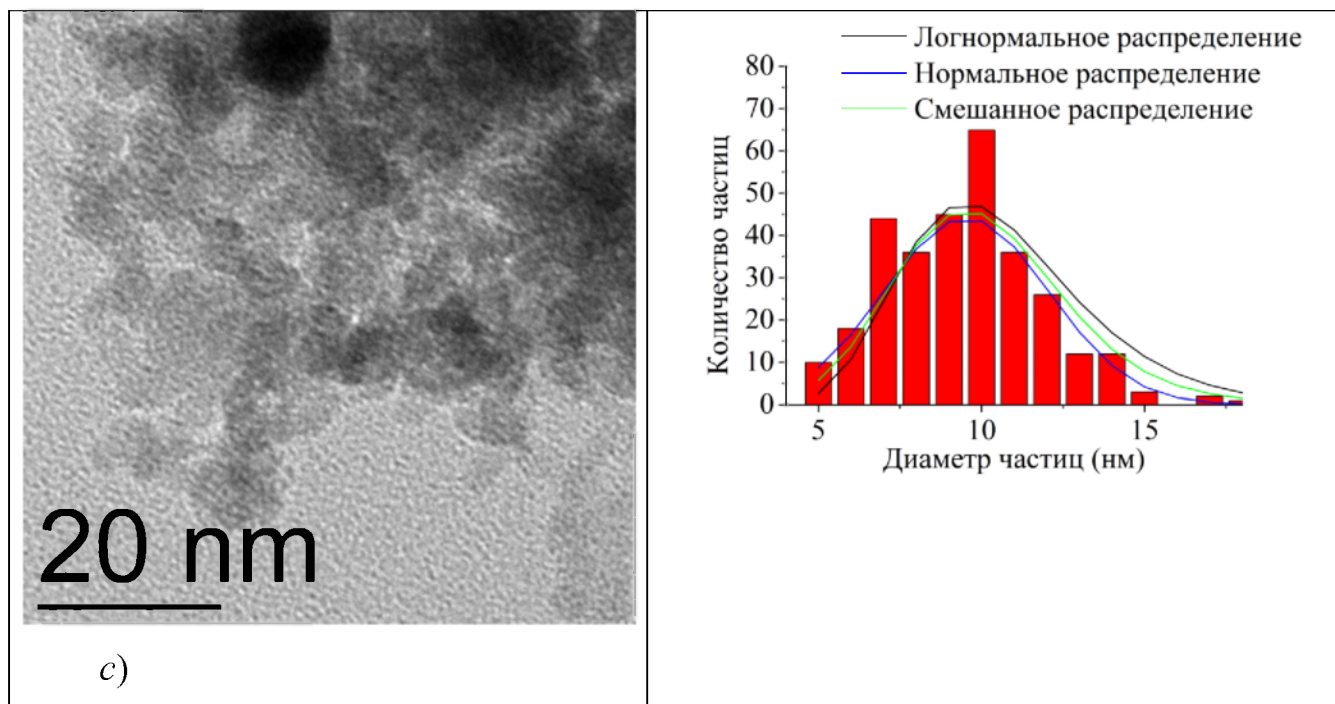 20 nm
c)
Логнормальное распределение
Нормальное распределение
Смешанное распределение
80
70
60
50
40
30
20
10
0
Количество частиц
5 10 15
Диаметр частиц (нм)